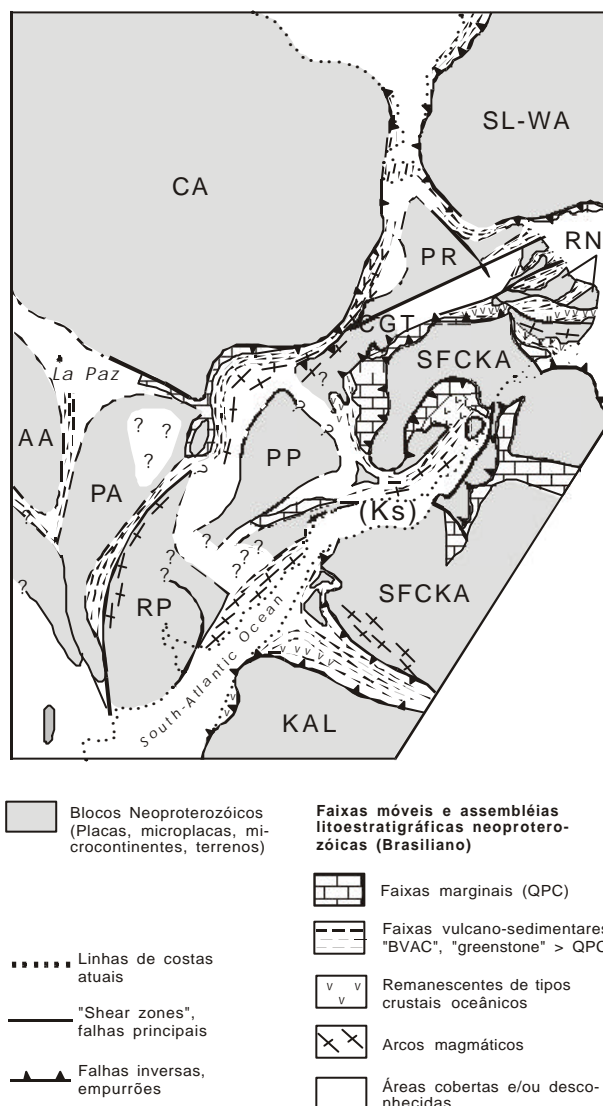 SL-WA
CA
PR
RN
CGT
SFCKA
La Paz
AA
? ?
?
?
?
PP
PA
?
?
?
(Ks)
?
? ?
?
?
RP
SFCKA
South-Atlantic Ocean
KAL
Blocos Neoproterozóicos
(Placas, microplacas, mi-
crocontinentes, terrenos)
Linhas de costas
atuais
"Shear zones",
falhas principais
Falhas inversas,
empurrões
Faixas móveis e assembléias
litoestratigráficas neoprotero-
zóicas (Brasiliano)
Faixas marginais (QPC)
Faixas vulcano-sedimentares
"BVAC", "greenstone" > QPC
Remanescentes de tipos
crustais oceânicos
Arcos magmáticos
Áreas cobertas e/ou desco-
nhecidas